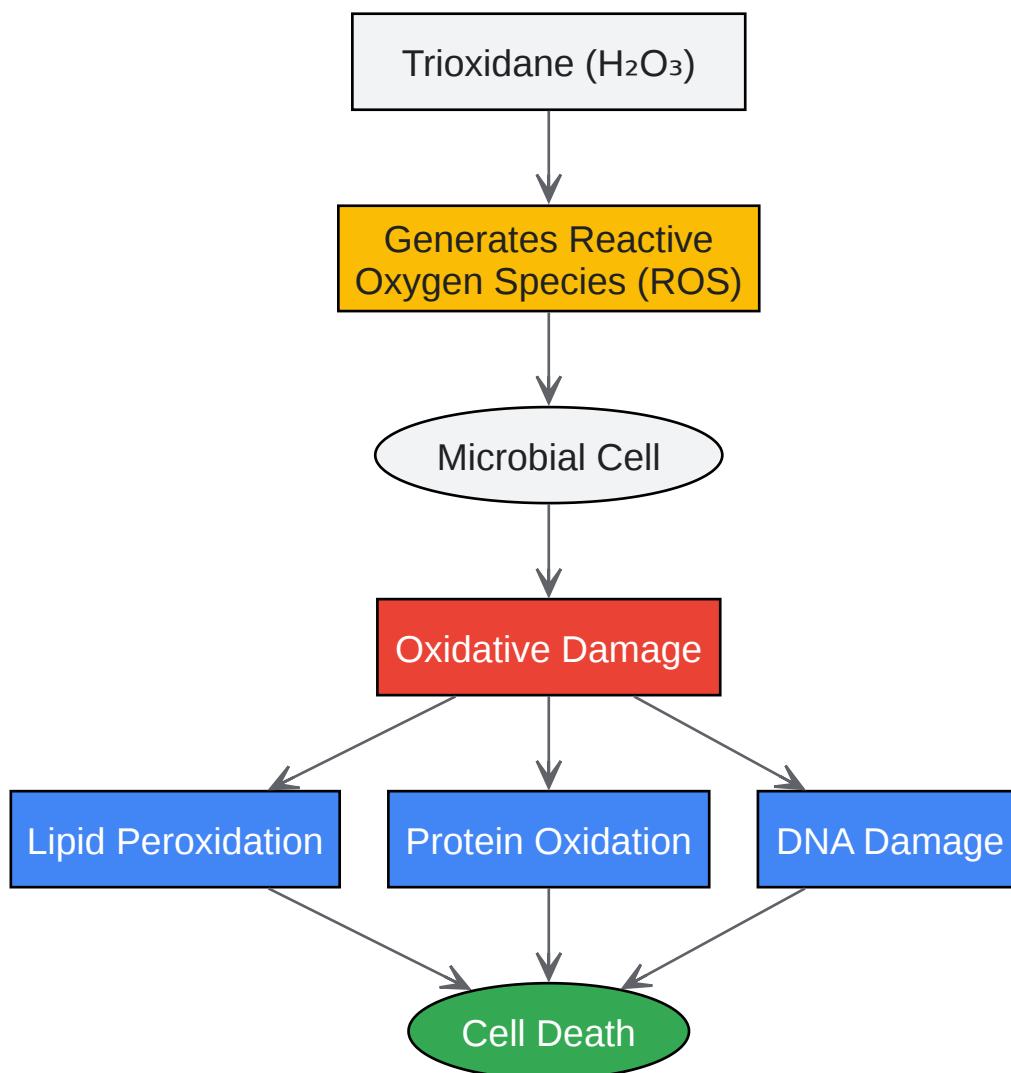 Trioxidane (H₂O₃)
Generates Reactive
Oxygen Species (ROS)
Microbial Cell
Oxidative Damage
Lipid Peroxidation
Protein Oxidation
DNA Damage
Cell Death